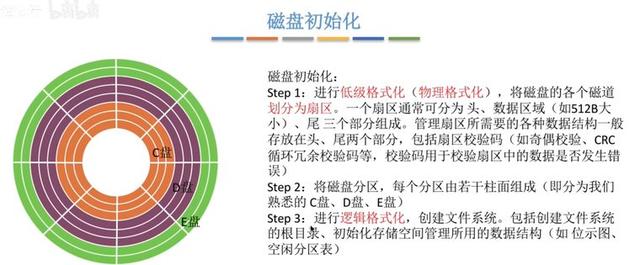 磁盘初始化
磁盘初始化：
Step 1：进行低级格式化（物理格式化），将磁盘的各个磁道
划分为扇区。一个扇区通常可分为 头、数据区域（如512B大
小）、尾 三个部分组成。管理扇区所需要的各种数据结构一般
存放在头、尾两个部分，包括扇区校验码（如奇偶校验、CRC
循环冗余校验码等，校验码用于校验扇区中的数据是否发生错
误）
Step 2：将磁盘分区，每个分区由若干柱面组成（即分为我们
熟悉的 C盘、D盘、E盘）
Step 3：进行逻辑格式化，创建文件系统。包括创建文件系统
的根目录、初始化存储空间管理所用的数据结构（如 位示图、
空闲分区表）
C盘
D盘
E盘